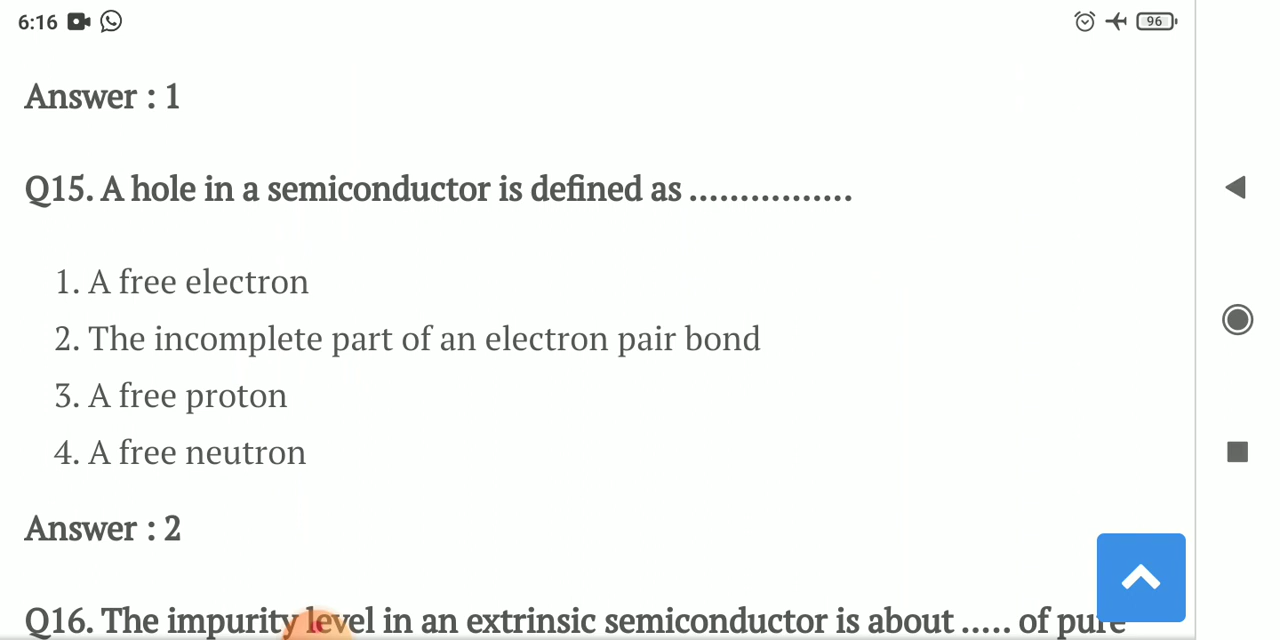 6:16 96
Answer : 1
Q15. A hole in a semiconductor is defined as ................
1. A free electron
2. The incomplete part of an electron pair bond
3. A free proton
4. A free neutron
Answer : 2
Q16. The impurity level in an extrinsic semiconductor is about ..... of pure